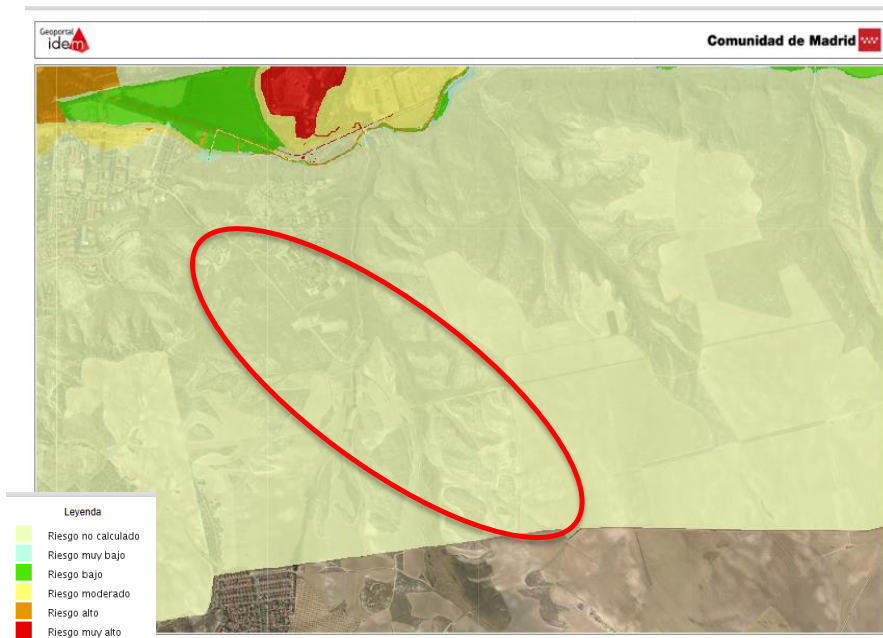 Geoportal
idem
Comunidad de Madrid
Leyenda
Riesgo no calculado
Riesgo muy bajo
Riesgo bajo
Riesgo moderado
Riesgo alto
Riesgo muy alto